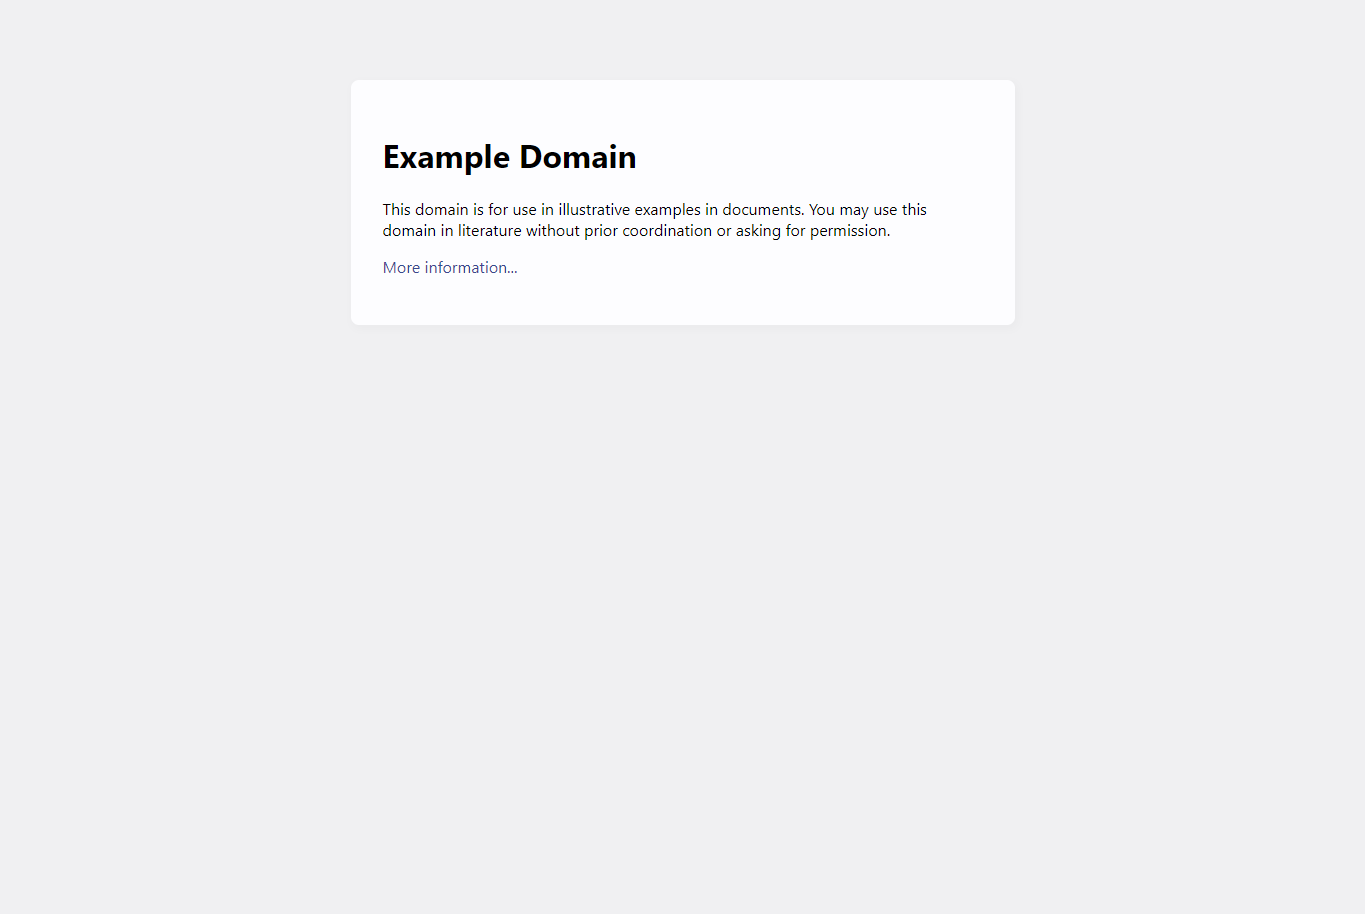 Example Domain
This domain is for use in illustrative examples in documents. You may use this
domain in literature without prior coordination or asking for permission.
More information...